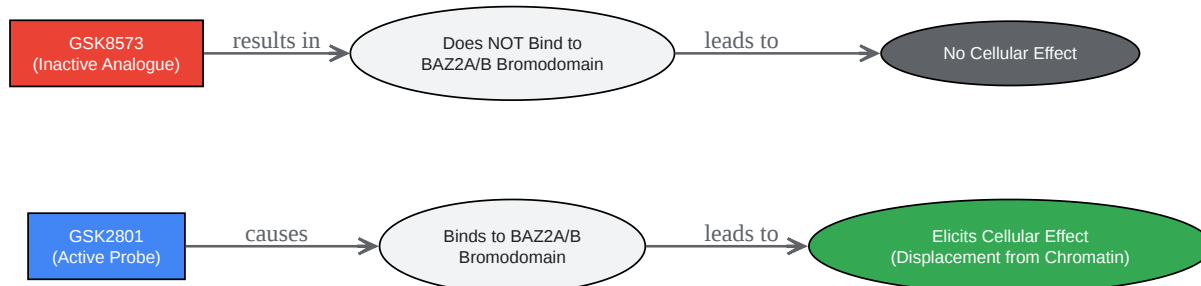 GSK8573
(Inactive Analogue)
results in
Does NOT Bind to
BAZ2A/B Bromodomain
leads to
No Cellular Effect
GSK2801
(Active Probe)
causes
Binds to BAZ2A/B
Bromodomain
leads to
Elicits Cellular Effect
(Displacement from Chromatin)